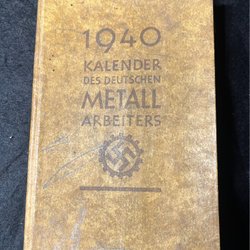 1940
KALENDER
DES DEUTSCHEN
METALL
ARBEITERS